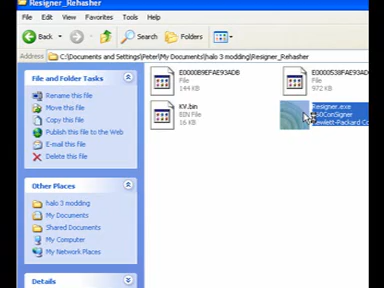 Resigner_Rehasher
File Edit View Favorites Tools Help
Back Search Folders
Address C:\Documents and Settings\Peter\My Documents\halo 3 modding\Resigner_Rehasher
File and Folder Tasks
Rename this file
Move this file
Copy this file
Publish this file to the Web
E-mail this file
Delete this file
Other Places
halo 3 modding
My Documents
Shared Documents
My Computer
My Network Places
Details
E0000B9EFAE93AD8
File
144 KB
E0000538FAE93
File
972 KB
KV.bin
BIN File
16 KB
Resigner.exe
360ConSigner
Hewlett-Packard Co